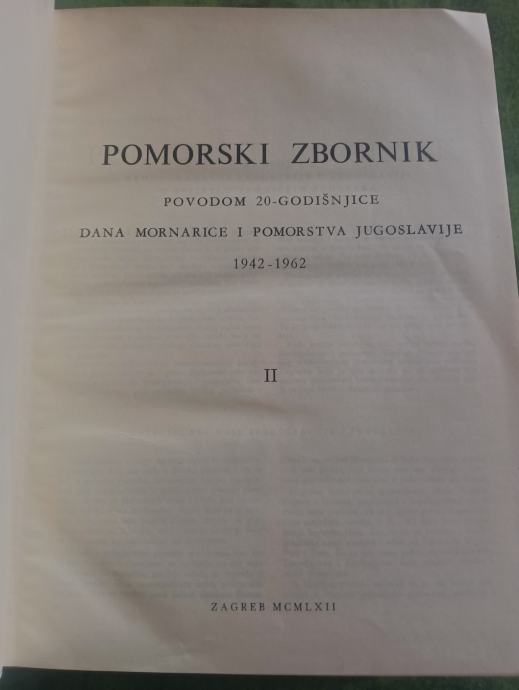 POMORSKI ZBORNIK
POVODOM 20-GODIŠNJICE
DANA MORNARICE I POMORSTVA JUGOSLAVIJE
1942-1962
II
ZAGREB MCMLXII